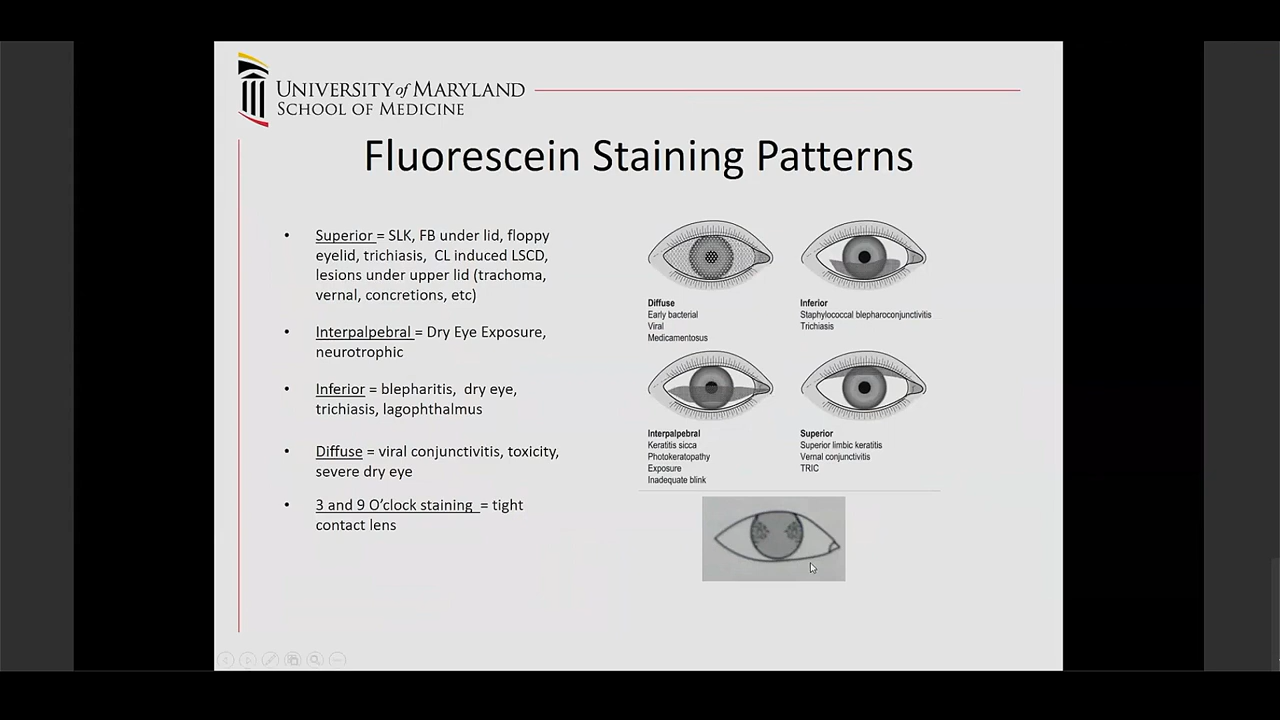 UNIVERSITY of MARYLAND
SCHOOL OF MEDICINE
Fluorescein Staining Patterns
• Superior = SLK, FB under lid, floppy
eyelid, trichiasis, CL induced LSCD,
lesions under upper lid (trachoma,
vernal, concretions, etc)
• Interpalpebral = Dry Eye Exposure,
neurotrophic
• Inferior = blepharitis, dry eye,
trichiasis, lagophthalmus
• Diffuse = viral conjunctivitis, toxicity,
severe dry eye
• 3 and 9 O’clock staining = tight
contact lens
Diffuse
Early bacterial
Viral
Medicamentosus
Inferior
Staphylococcal blepharoconjunctivitis
Trichiasis
Interpalpebral
Keratitis sicca
Photokeratopathy
Exposure
Inadequate blink
Superior
Superior limbic keratitis
Vernal conjunctivitis
TRIC